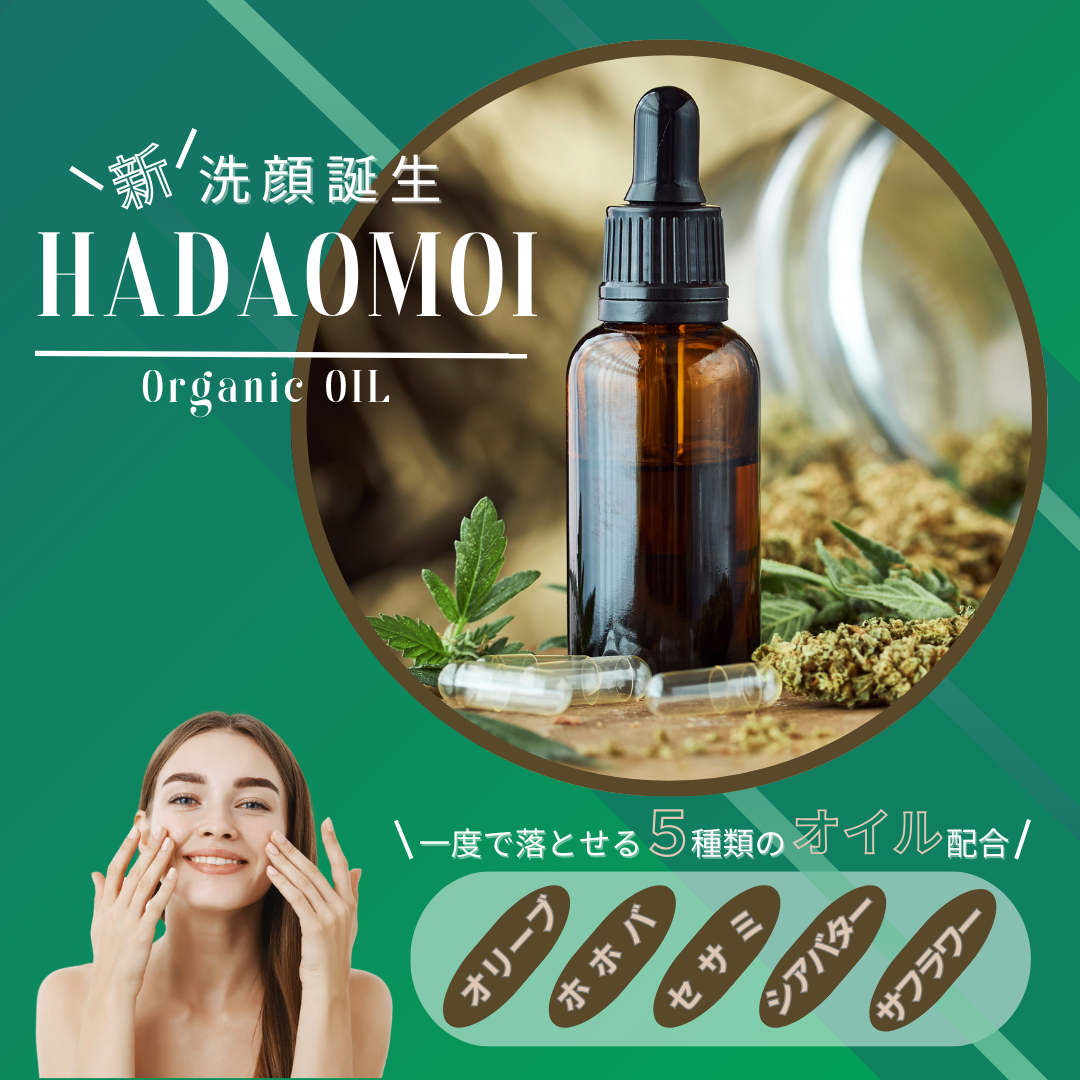 新洗顔誕生
HADAOMOI
Organic OIL
一度で落とせる5種類のオイル配合
オリーブ
ホホバ
セサミ
シアバター
サフラワー